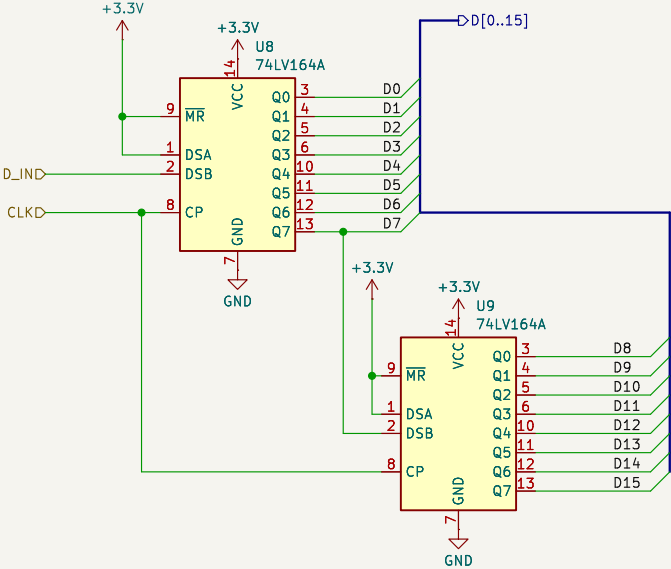 +3.3V
+3.3V
U8
74LV164A
14
VCC
9
MR
1
DSA
2
DSB
8
CP
GND
7
GND
Q0
3
D0
Q1
4
D1
Q2
5
D2
Q3
6
D3
Q4
10
D4
Q5
11
D5
Q6
12
D6
Q7
13
D7
D[0..15]
D_IN
CLK
+3.3V
+3.3V
U9
74LV164A
14
VCC
9
MR
1
DSA
2
DSB
8
CP
GND
7
GND
Q0
3
D8
Q1
4
D9
Q2
5
D10
Q3
6
D11
Q4
10
D12
Q5
11
D13
Q6
12
D14
Q7
13
D15